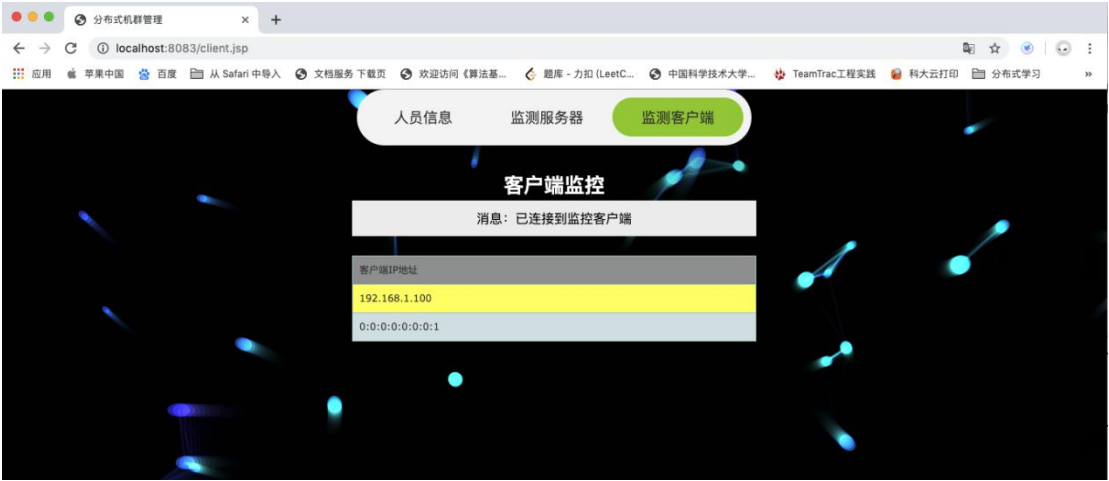 分布式机群管理
localhost:8083/client.jsp
应用 苹果中国 百度 从 Safari 中导入 文档服务 下载页 欢迎访问《算法基... 题库 - 力扣 (LeetC... 中国科学技术大学... TeamTrac工程实践 科大云打印 分布式学习 »
人员信息 监测服务器 监测客户端
客户端监控
消息：已连接到监控客户端
客户端IP地址
192.168.1.100
0:0:0:0:0:0:0:1